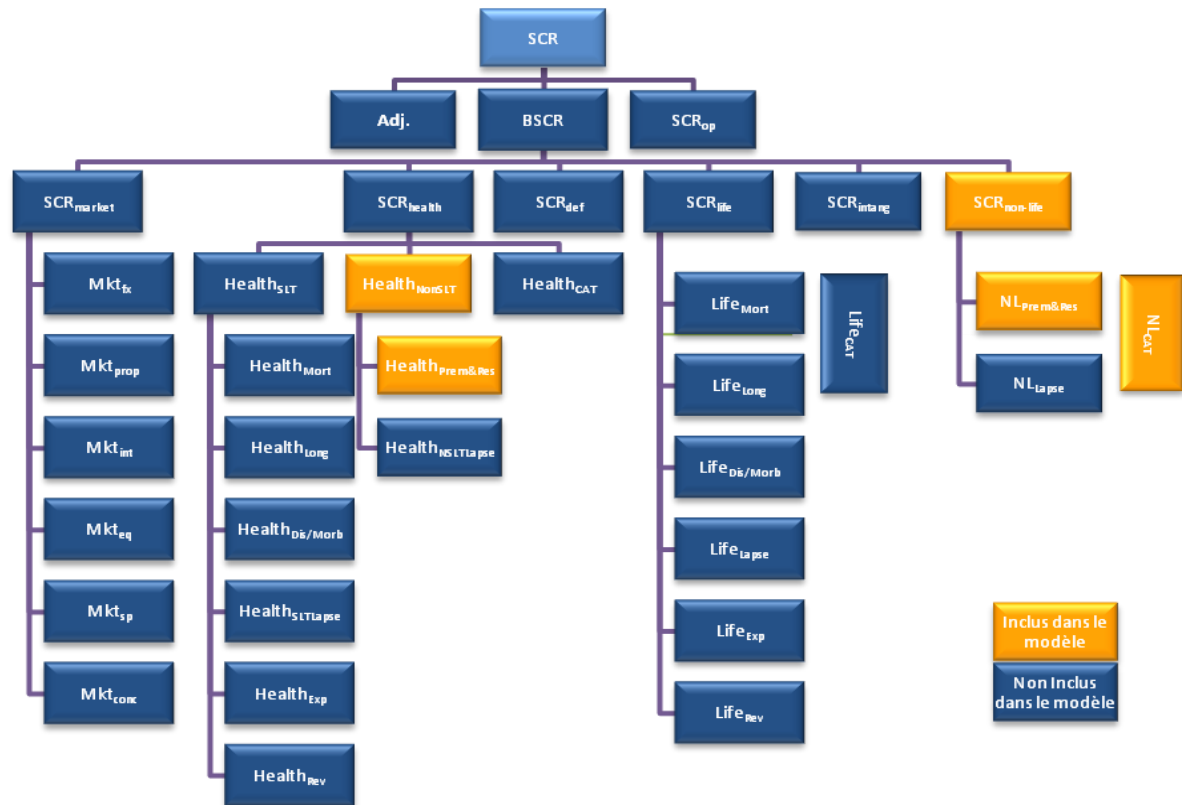 SCR
Adj.
BSCR
SCRop
SCRmarket
SCRhealth
SCRdef
SCRlife
SCRintang
SCRnon-life
Mktfx
Mktprop
Mktint
Mkteq
Mktsp
Mktconc
HealthSLT
HealthNonSLT
HealthCAT
HealthMort
HealthLong
HealthDis/Morb
HealthSLTLapse
HealthExp
HealthRev
HealthPrem&Res
HealthNSLTLapse
LifeMort
LifeLong
LifeDis/Morb
LifeLapse
LifeExp
LifeRev
LifeCAT
NLPrem&Res
NLLapse
NLCAT
Inclus dans le
modèle
Non Inclus
dans le modèle